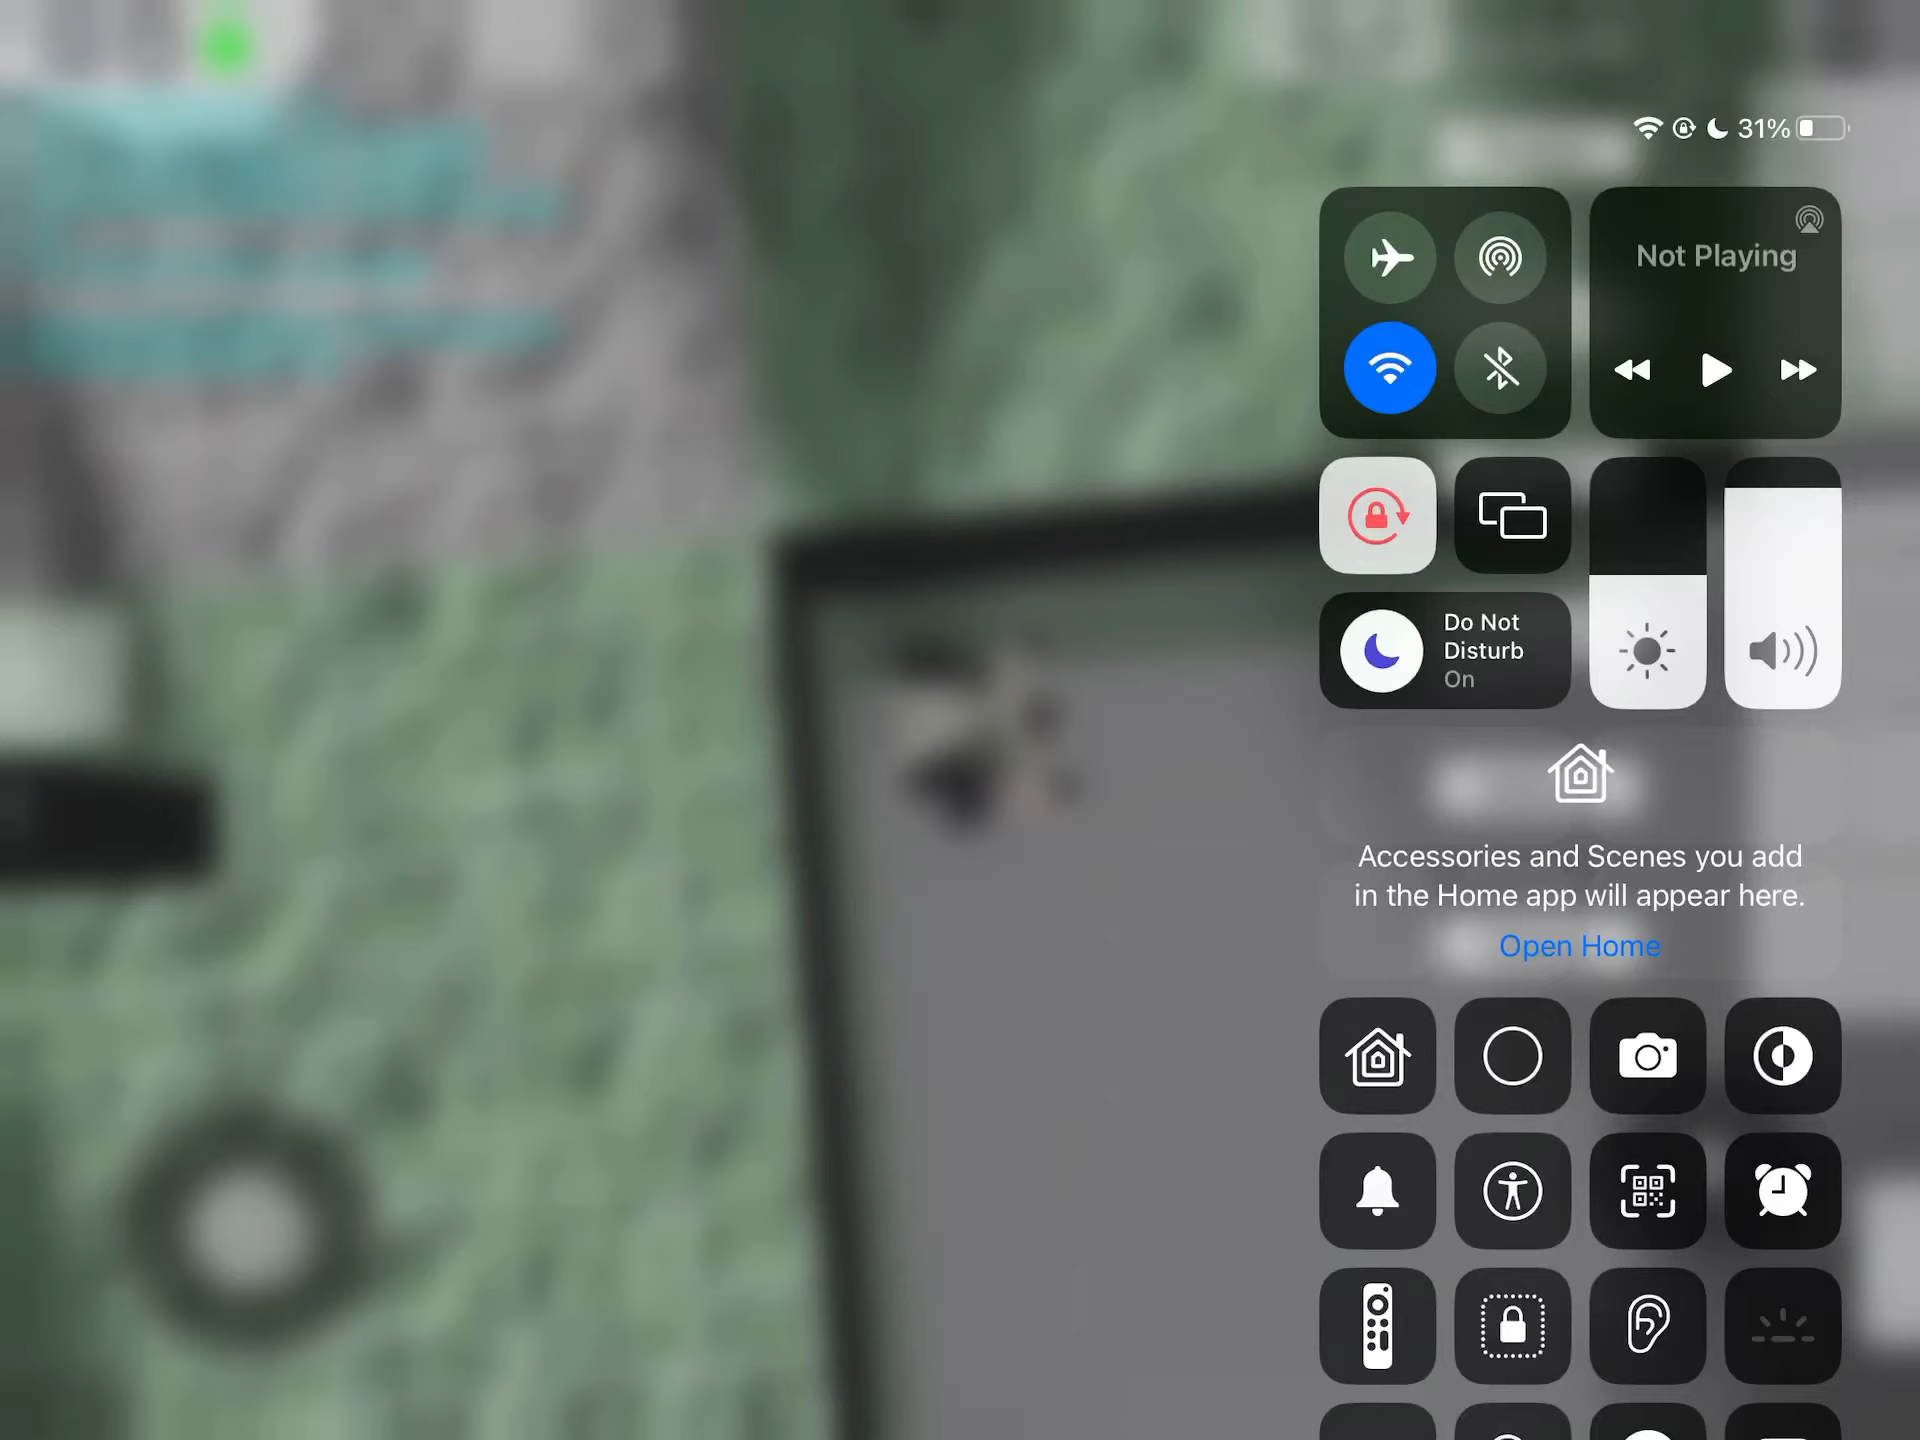 31%
Not Playing
Do Not
Disturb
On
Accessories and Scenes you add
in the Home app will appear here.
Open Home